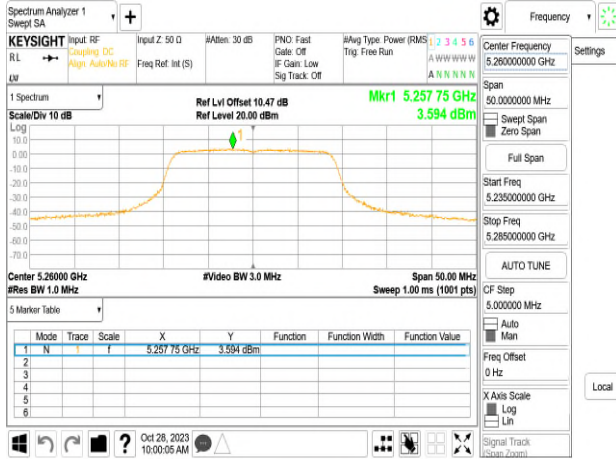 Spectrum Analyzer 1
Swept SA
+
Frequency
KEYSIGHT
RL
Input: RF
Coupling: DC
Align: Auto/No RF
Input Z: 50 Ω
Freq Ref: Int (S)
#Atten: 30 dB
PNO: Fast
Gate: Off
IF Gain: Low
Sig Track: Off
#Avg Type: Power (RMS
Trig: Free Run
1 2 3 4 5 6
A W W W W W
A N N N N N
1 Spectrum
Scale/Div 10 dB
Log
Ref Lvl Offset 10.47 dB
Ref Level 20.00 dBm
Mkr1 5.257 75 GHz
3.594 dBm
1
10.0
0.00
-10.0
-20.0
-30.0
-40.0
-50.0
-60.0
-70.0
Center 5.26000 GHz
#Res BW 1.0 MHz
#Video BW 3.0 MHz
Span 50.00 MHz
Sweep 1.00 ms (1001 pts)
5 Marker Table
Mode Trace Scale X Y Function Function Width Function Value
1 N 1 f 5.257 75 GHz 3.594 dBm
2
3
4
5
6
?
Oct 28, 2023
10:00:05 AM
Center Frequency
5.260000000 GHz
Span
50.0000000 MHz
Swept Span
Zero Span
Full Span
Start Freq
5.235000000 GHz
Stop Freq
5.285000000 GHz
AUTO TUNE
CF Step
5.000000 MHz
Auto
Man
Freq Offset
0 Hz
X Axis Scale
Log
Lin
Signal Track
(Span Zoom)
Settings
Local